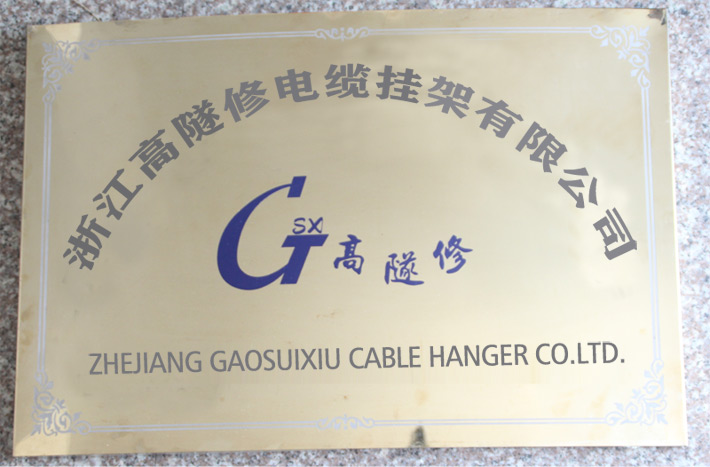 浙江高隧修电缆挂架有限公司
G SX 高隧修
ZHEJIANG GAOSUIXIU CABLE HANGER CO.LTD.